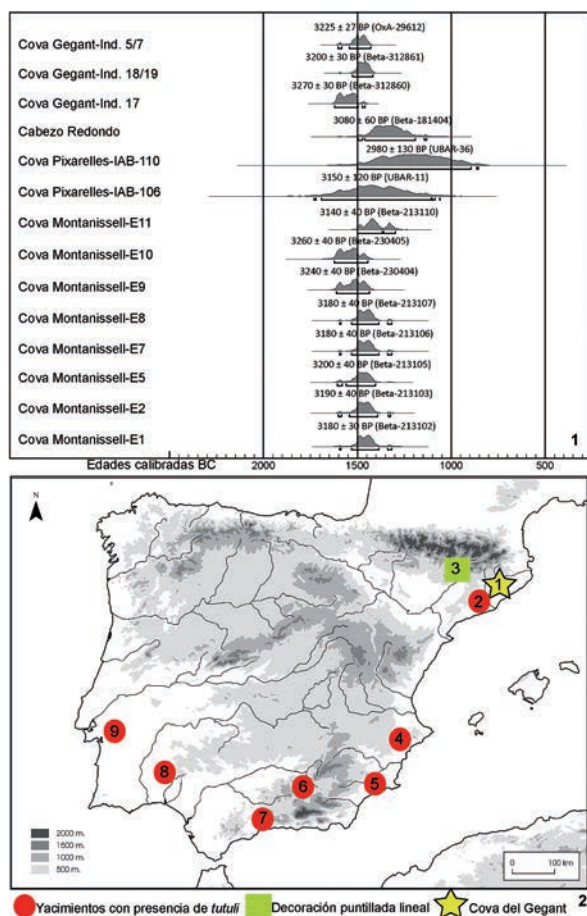 3225 ± 27 BP (OxA-29612)
Cova Gegant-Ind. 5/7
3200 ± 30 BP (Beta-312861)
Cova Gegant-Ind. 18/19
3270 ± 30 BP (Beta-312860)
Cova Gegant-Ind. 17
3080 ± 60 BP (Beta-181404)
Cabezo Redondo
2980 ± 130 BP (UBAR-36)
Cova Pixarelles-IAB-110
3150 ± 120 BP (UBAR-11)
Cova Pixarelles-IAB-106
3140 ± 40 BP (Beta-213110)
Cova Montanissell-E11
3260 ± 40 BP (Beta-230405)
Cova Montanissell-E10
3240 ± 40 BP (Beta-230404)
Cova Montanissell-E9
3180 ± 40 BP (Beta-213107)
Cova Montanissell-E8
3180 ± 40 BP (Beta-213106)
Cova Montanissell-E7
3200 ± 40 BP (Beta-213105)
Cova Montanissell-E5
3190 ± 40 BP (Beta-213103)
Cova Montanissell-E2
3180 ± 30 BP (Beta-213102)
Cova Montanissell-E1
1
Edades calibradas BC 2000 1500 1000 500
N
3
1
2
9
4
8
6
5
7
2000 m.
1500 m.
1000 m.
500 m.
0 100 km
Yacimientos con presencia de tutuli Decoración puntillada lineal Cova del Gegant 2